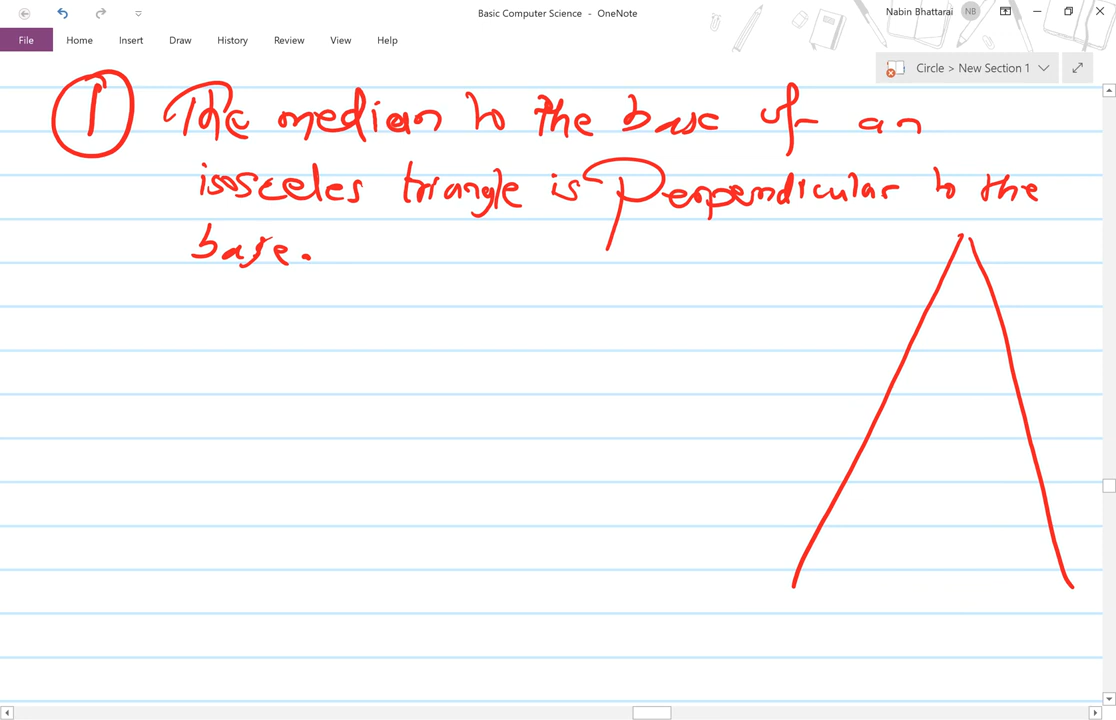 Basic Computer Science - OneNote
Nabin Bhattarai NB
File Home Insert Draw History Review View Help
Circle > New Section 1
① The median to the base of an
isosceles triangle is Perpendicular to the
base.